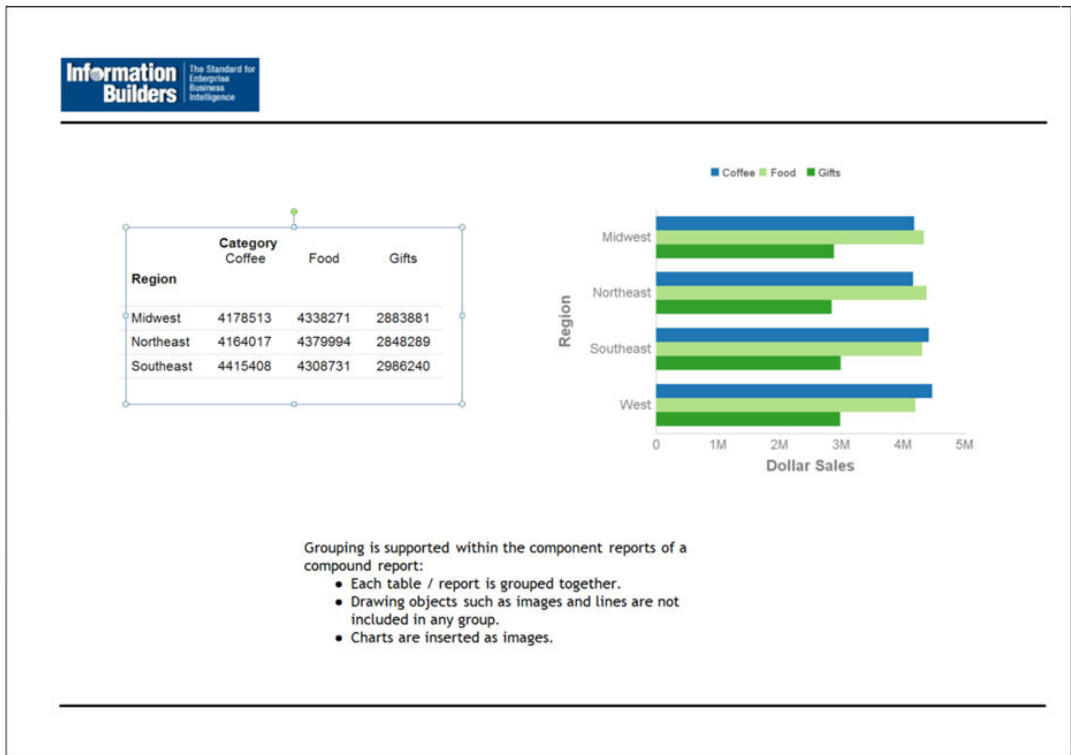 Information Builders
The Standard for
Enterprise
Business
Intelligence
Category
Coffee Food Gifts
Region
Midwest 4178513 4338271 2883881
Northeast 4164017 4379994 2848289
Southeast 4415408 4308731 2986240
Coffee Food Gifts
Region
Midwest
Northeast
Southeast
West
0 1M 2M 3M 4M 5M
Dollar Sales
Grouping is supported within the component reports of a
compound report:
● Each table / report is grouped together.
● Drawing objects such as images and lines are not
included in any group.
● Charts are inserted as images.